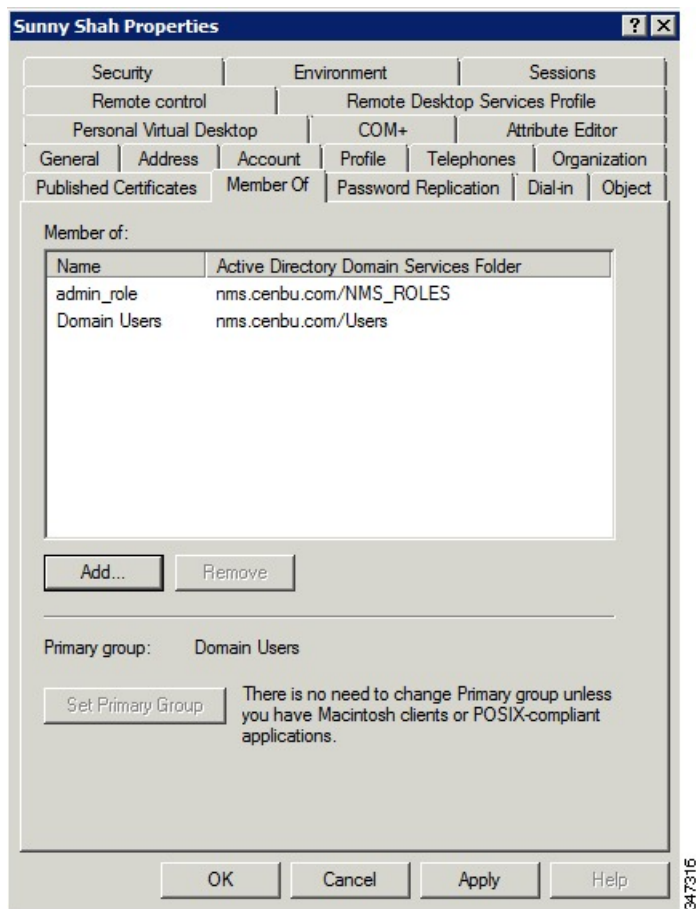 Sunny Shah Properties
Security Environment Sessions
Remote control Remote Desktop Services Profile
Personal Virtual Desktop COM+ Attribute Editor
General Address Account Profile Telephones Organization
Published Certificates Member Of Password Replication Dial-in Object
Member of:
Name Active Directory Domain Services Folder
admin_role nms.cenbu.com/NMS_ROLES
Domain Users nms.cenbu.com/Users
Add... Remove
Primary group: Domain Users
Set Primary Group
There is no need to change Primary group unless
you have Macintosh clients or POSIX-compliant
applications.
OK Cancel Apply Help
347316